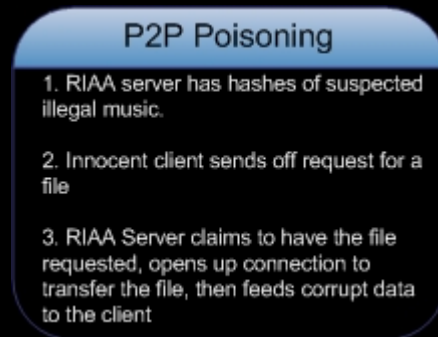 P2P Poisoning
1. RIAA server has hashes of suspected
illegal music.
2. Innocent client sends off request for a
file
3. RIAA Server claims to have the file
requested, opens up connection to
transfer the file, then feeds corrupt data
to the client